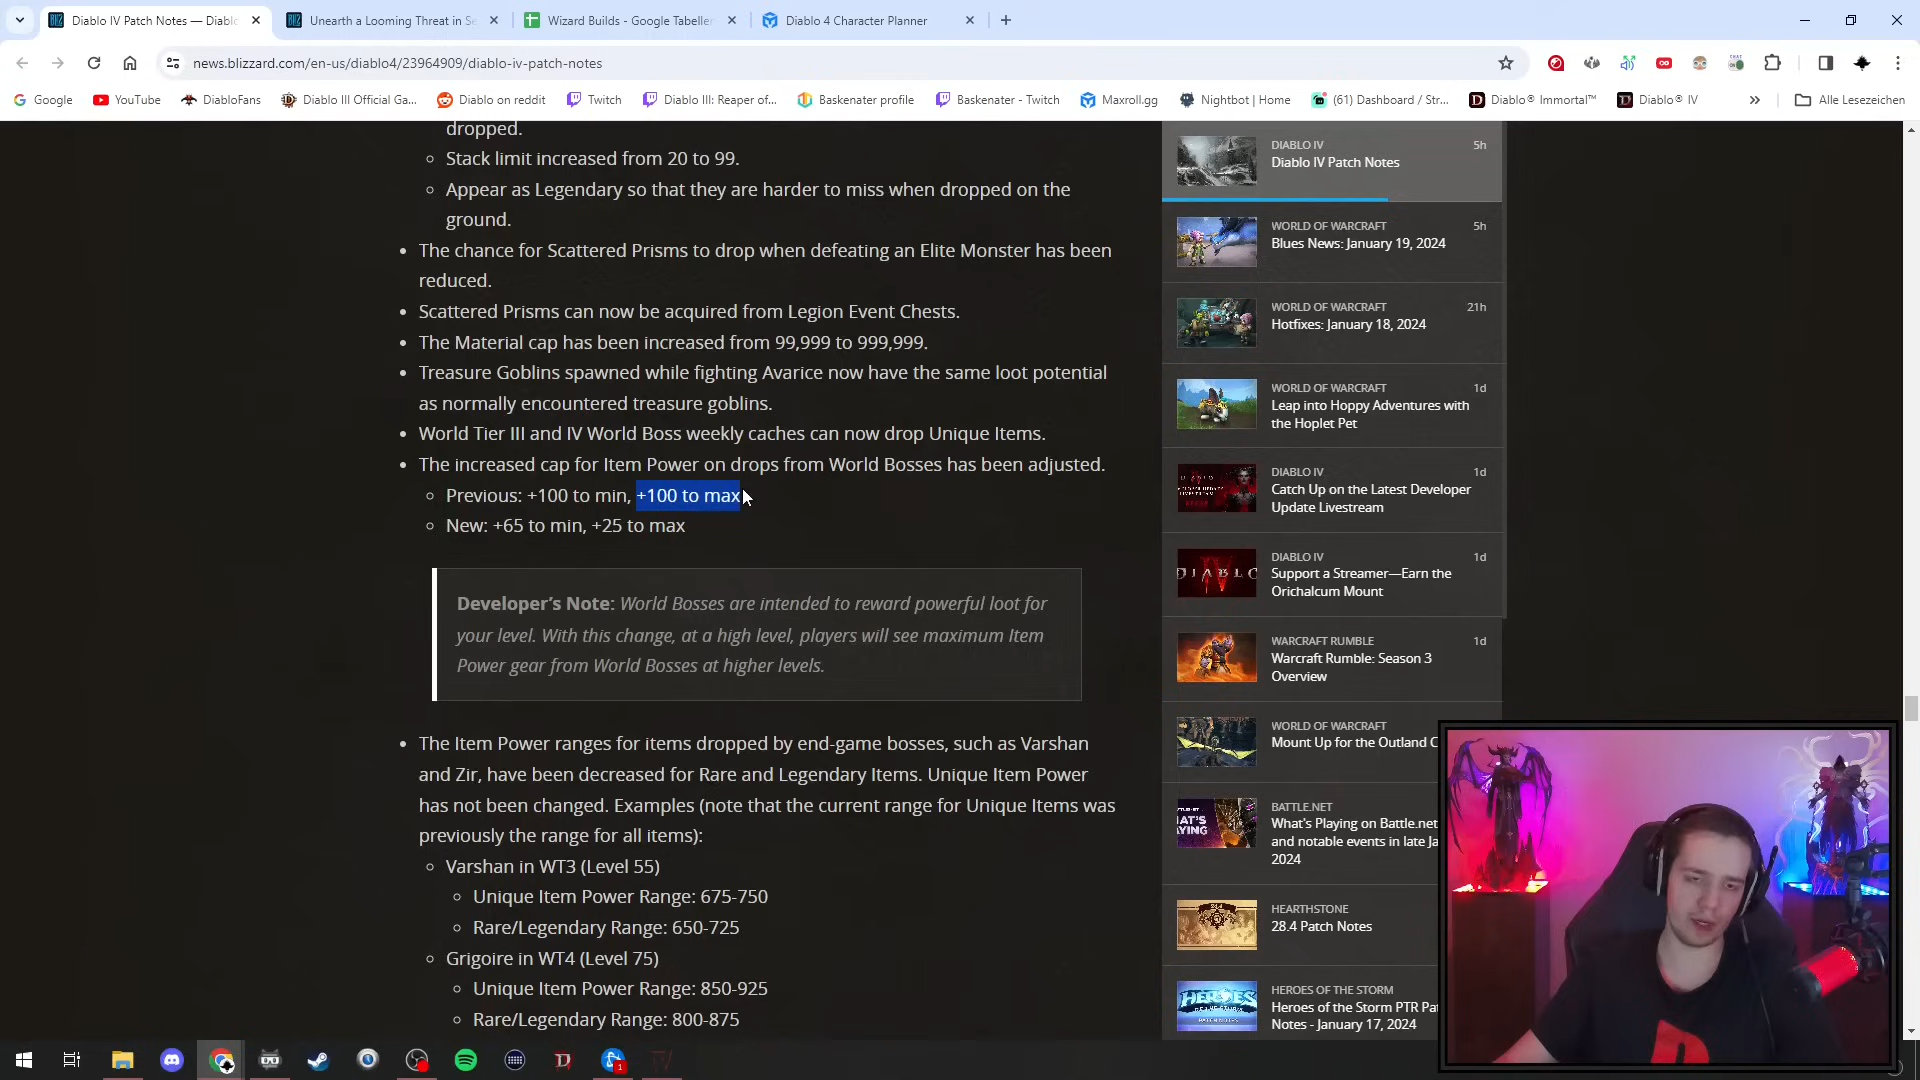 Diablo IV Patch Notes — Diablo
Unearth a Looming Threat in Se
Wizard Builds - Google Tabellen
Diablo 4 Character Planner
news.blizzard.com/en-us/diablo4/23964909/diablo-iv-patch-notes
Google
YouTube
DiabloFans
Diablo III Official Ga...
Diablo on reddit
Twitch
Diablo III: Reaper of...
Baskenater profile
Baskenater - Twitch
Maxroll.gg
Nightbot | Home
(61) Dashboard / Str...
Diablo® Immortal™
Diablo® IV
Alle Lesezeichen
dropped.
Stack limit increased from 20 to 99.
Appear as Legendary so that they are harder to miss when dropped on the
ground.
The chance for Scattered Prisms to drop when defeating an Elite Monster has been
reduced.
Scattered Prisms can now be acquired from Legion Event Chests.
The Material cap has been increased from 99,999 to 999,999.
Treasure Goblins spawned while fighting Avarice now have the same loot potential
as normally encountered treasure goblins.
World Tier III and IV World Boss weekly caches can now drop Unique Items.
The increased cap for Item Power on drops from World Bosses has been adjusted.
Previous: +100 to min, +100 to max
New: +65 to min, +25 to max
Developer's Note: World Bosses are intended to reward powerful loot for
your level. With this change, at a high level, players will see maximum Item
Power gear from World Bosses at higher levels.
The Item Power ranges for items dropped by end-game bosses, such as Varshan
and Zir, have been decreased for Rare and Legendary Items. Unique Item Power
has not been changed. Examples (note that the current range for Unique Items was
previously the range for all items):
Varshan in WT3 (Level 55)
Unique Item Power Range: 675-750
Rare/Legendary Range: 650-725
Grigoire in WT4 (Level 75)
Unique Item Power Range: 850-925
Rare/Legendary Range: 800-875
DIABLO IV 5h
Diablo IV Patch Notes
WORLD OF WARCRAFT 5h
Blues News: January 19, 2024
WORLD OF WARCRAFT 21h
Hotfixes: January 18, 2024
WORLD OF WARCRAFT 1d
Leap into Hoppy Adventures with
the Hoplet Pet
DIABLO IV 1d
Catch Up on the Latest Developer
Update Livestream
DIABLO IV 1d
Support a Streamer—Earn the
Orichalcum Mount
WARCRAFT RUMBLE 1d
Warcraft Rumble: Season 3
Overview
WORLD OF WARCRAFT
Mount Up for the Outland C
BATTLE.NET
What's Playing on Battle.net
and notable events in late Ja
2024
HEARTHSTONE
28.4 Patch Notes
HEROES OF THE STORM
Heroes of the Storm PTR Pat
Notes - January 17, 2024